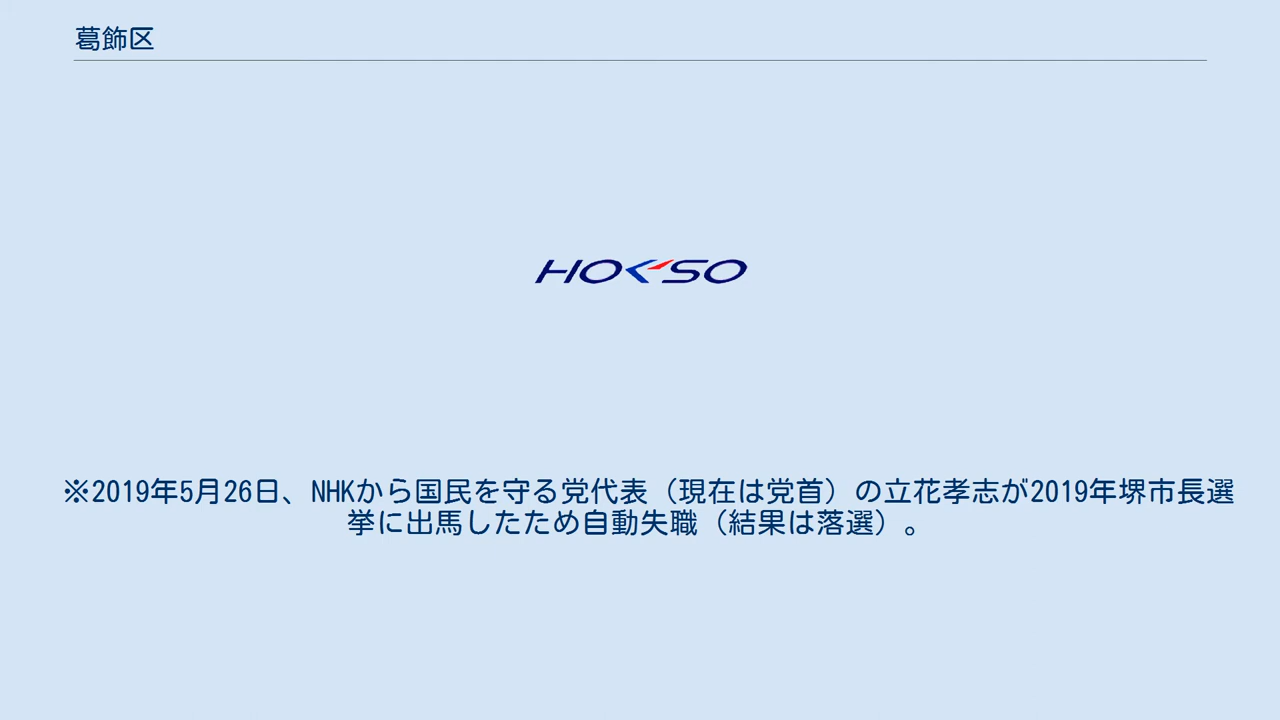 葛飾区
HOKSO
※2019年5月26日、NHKから国民を守る党代表（現在は党首）の立花孝志が2019年堺市長選
挙に出馬したため自動失職（結果は落選）。